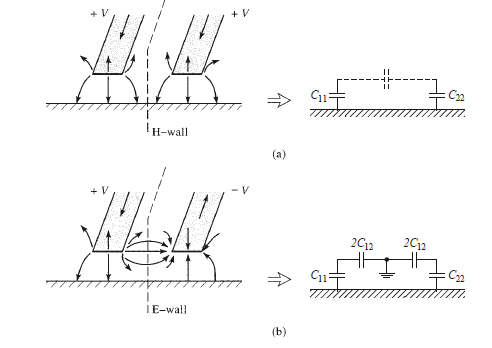 + V + V
C11 C22
H–wall
(a)
+ V – V
2C12 2C12
C11 C22
E–wall
(b)